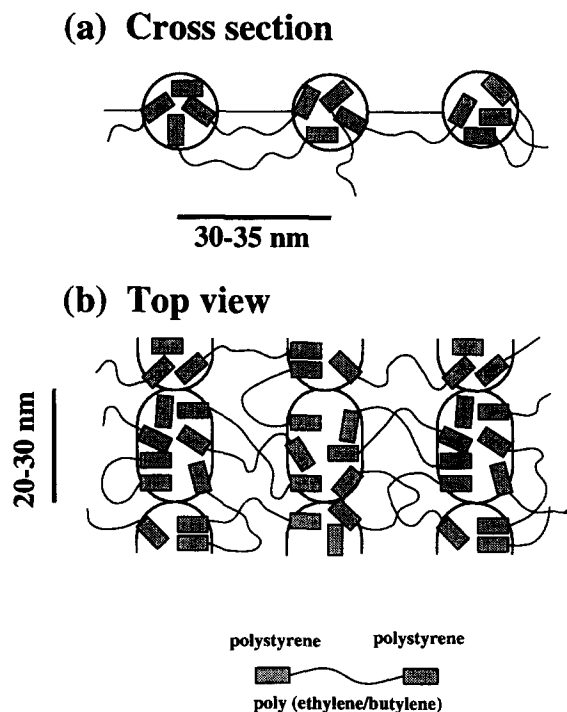 (a) Cross section
30-35 nm
(b) Top view
20-30 nm
polystyrene polystyrene
poly (ethylene/butylene)